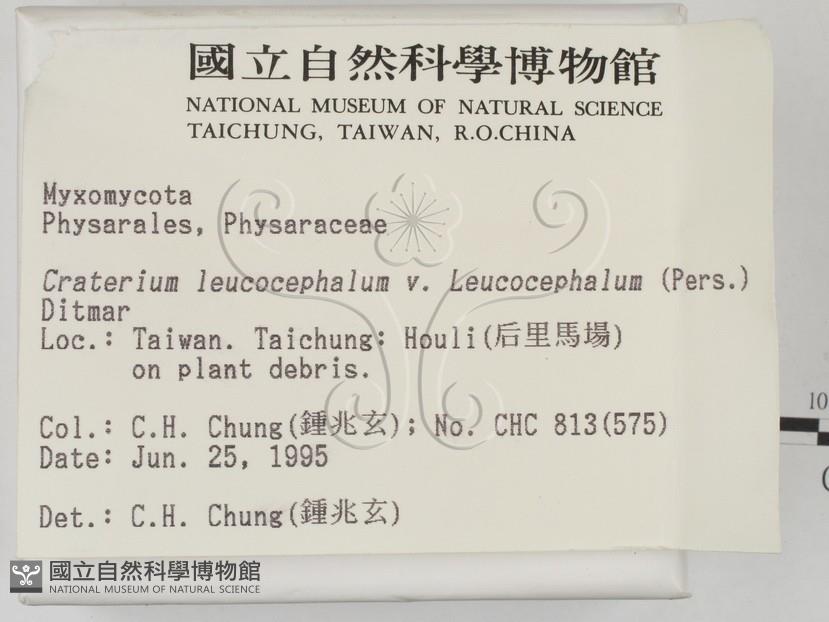 國立自然科學博物館
NATIONAL MUSEUM OF NATURAL SCIENCE
TAICHUNG, TAIWAN, R.O.CHINA
Myxomycota
Physarales, Physaraceae
Craterium leucocephalum v. Leucocephalum (Pers.)
Ditmar
Loc.: Taiwan. Taichung: Houli(后里馬場)
on plant debris.
Col.: C.H. Chung(鍾兆玄); No. CHC 813(575)
Date: Jun. 25, 1995
Det.: C.H. Chung(鍾兆玄)
10
國立自然科學博物館
NATIONAL MUSEUM OF NATURAL SCIENCE